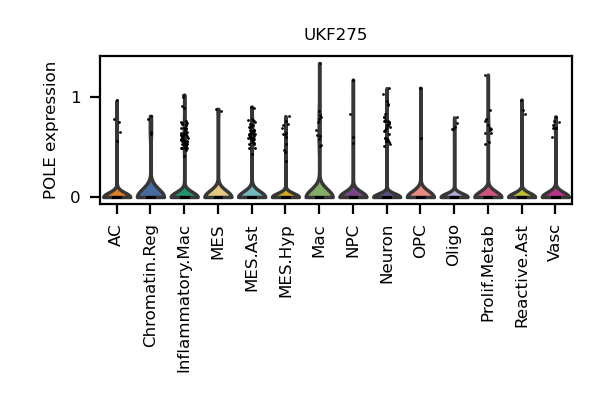 UKF275
POLE expression
1
0
AC
Chromatin.Reg
Inflammatory.Mac
MES
MES.Ast
MES.Hyp
Mac
NPC
Neuron
OPC
Oligo
Prolif.Metab
Reactive.Ast
Vasc